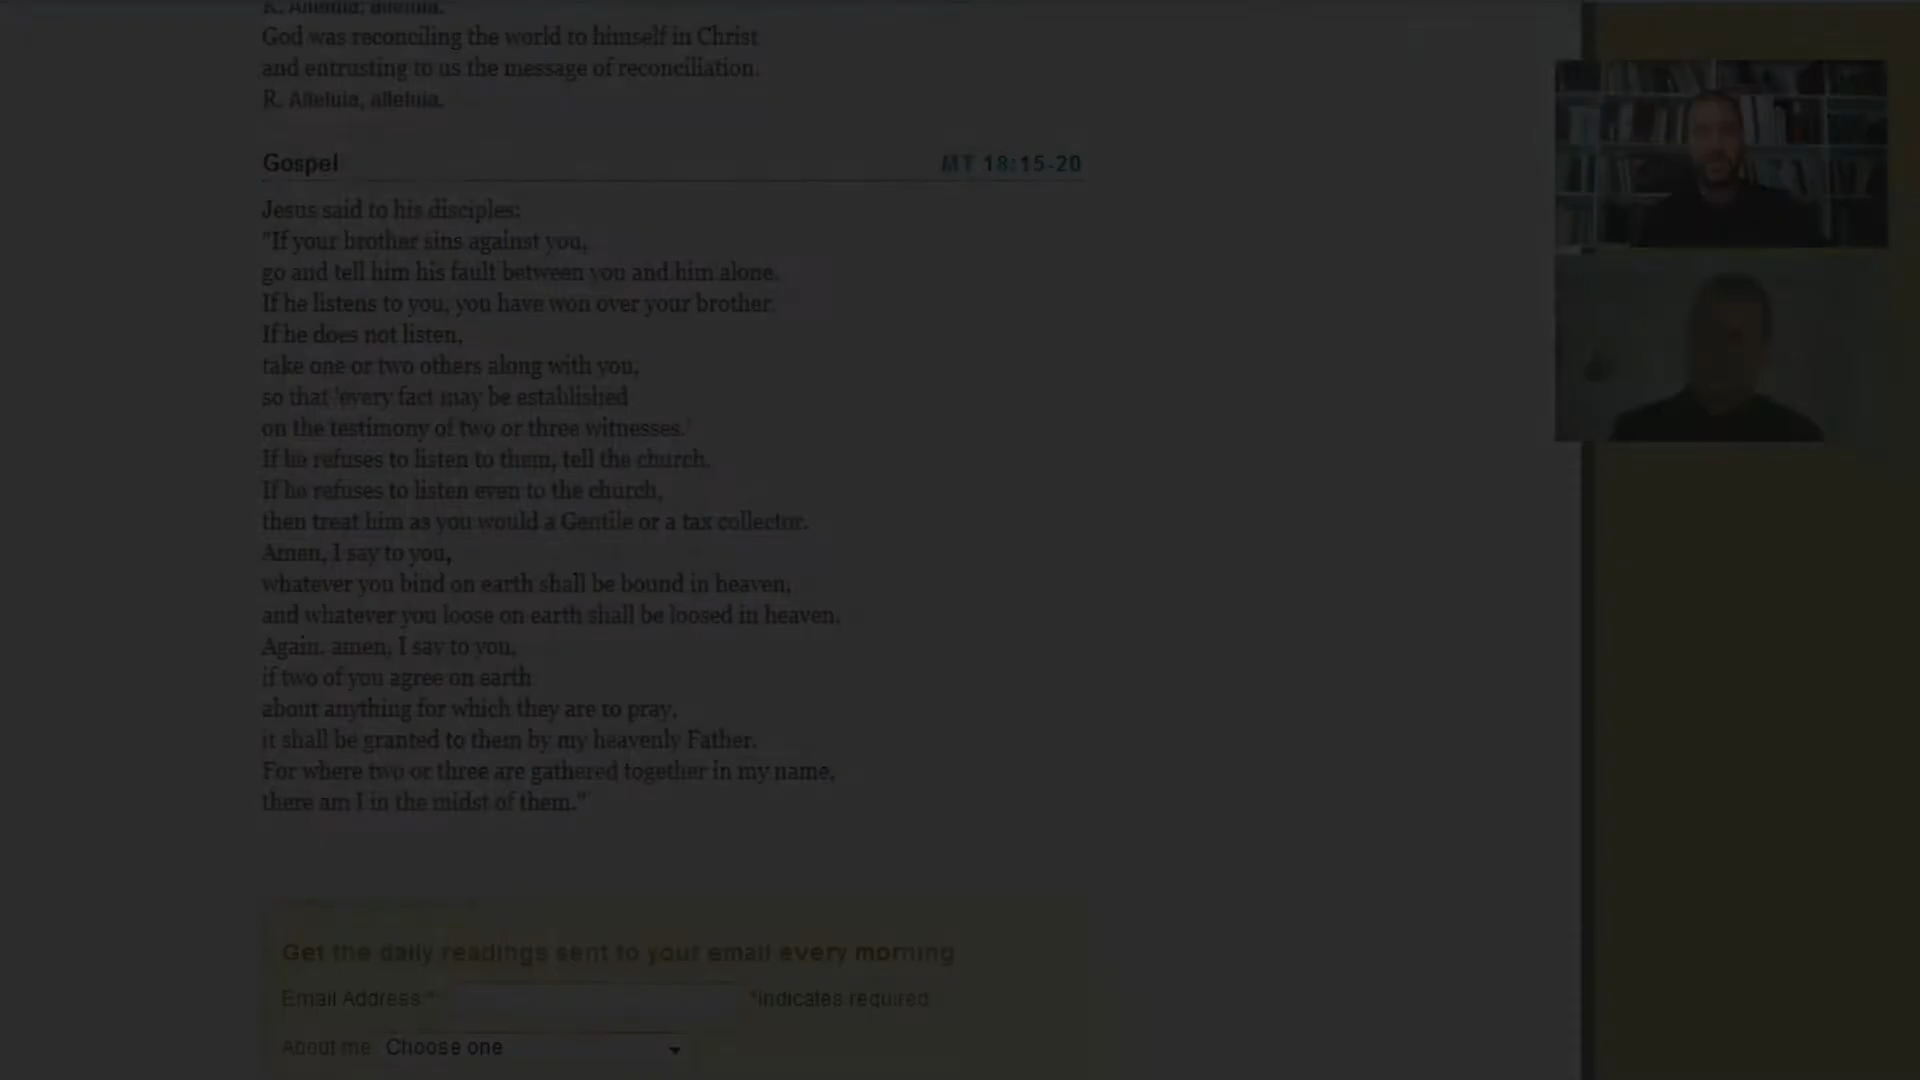 R. Alleluia, alleluia.
God was reconciling the world to himself in Christ
and entrusting to us the message of reconciliation.
R. Alleluia, alleluia.
Gospel
MT 18:15-20
Jesus said to his disciples:
"If your brother sins against you,
go and tell him his fault between you and him alone.
If he listens to you, you have won over your brother.
If he does not listen,
take one or two others along with you,
so that 'every fact may be established
on the testimony of two or three witnesses.'
If he refuses to listen to them, tell the church.
If he refuses to listen even to the church,
then treat him as you would a Gentile or a tax collector.
Amen, I say to you,
whatever you bind on earth shall be bound in heaven,
and whatever you loose on earth shall be loosed in heaven.
Again, amen, I say to you,
if two of you agree on earth
about anything for which they are to pray,
it shall be granted to them by my heavenly Father.
For where two or three are gathered together in my name,
there am I in the midst of them."
Get the daily readings sent to your email every morning
Email Address *
*indicates required
About me Choose one